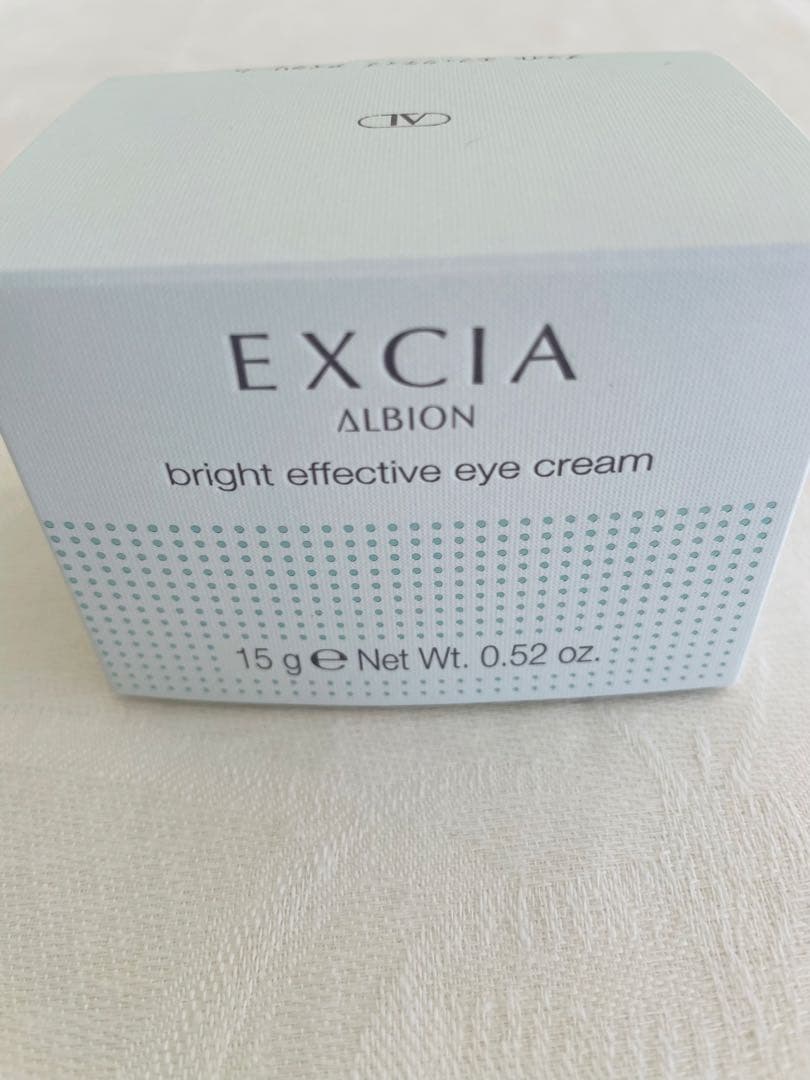 AL
EXCIA
ALBION
bright effective eye cream
15 g ℮ Net Wt. 0.52 oz.